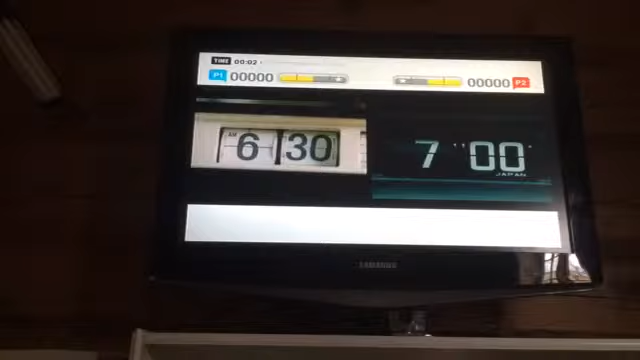 TIME 00:02
P1 00000 00000 P2
AM 6 30
7 00
JAPAN
SAMSUNG